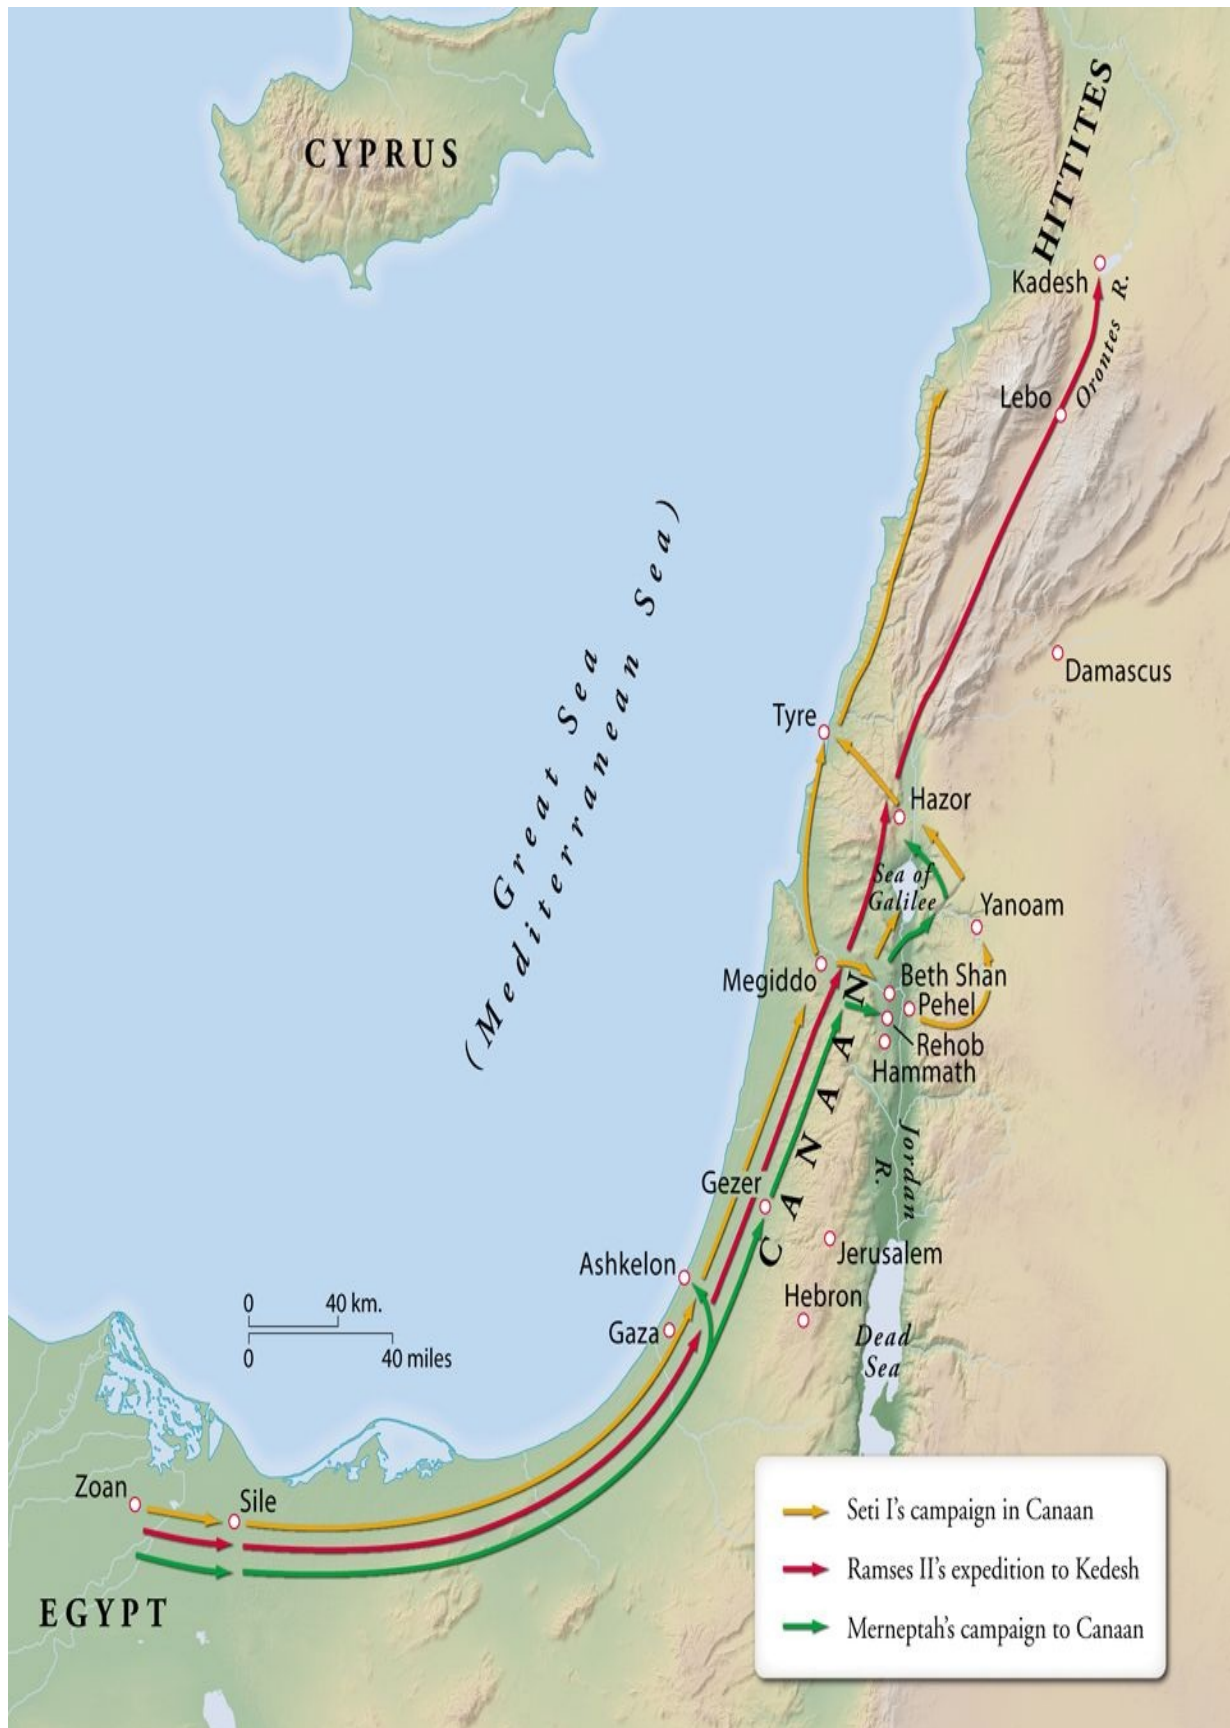 CYPRUS
HITTITES
Kadesh
Orontes R.
Lebo
Great Sea
(Mediterranean Sea)
Damascus
Tyre
Hazor
Sea of
Galilee
Yanoam
Megiddo
Beth Shan
Pehel
Rehob
Hammath
CANAAN
Jordan
R.
Gezer
Jerusalem
Ashkelon
Hebron
Gaza
Dead
Sea
0 40 km.
0 40 miles
Zoan
Sile
EGYPT
Seti I's campaign in Canaan
Ramses II's expedition to Kedesh
Merneptah's campaign to Canaan